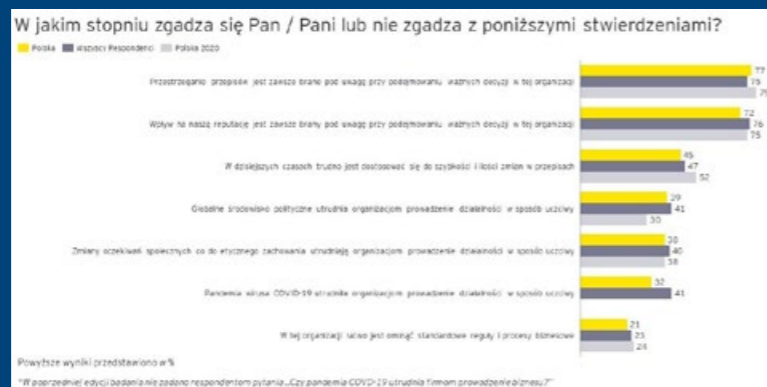 W jakim stopniu zgadza się Pan / Pani lub nie zgadza z poniższymi stwierdzeniami?
Polska Wszyscy Respondenci Polska 2020
Przestrzeganie przepisów jest zawsze brane pod uwagę przy podejmowaniu ważnych decyzji w tej organizacji
77
75
79
Wpływ na naszą reputację jest zawsze brany pod uwagę przy podejmowaniu ważnych decyzji w tej organizacji
72
76
75
W dzisiejszych czasach trudno jest dostosować się do szybkości i ilości zmian w przepisach
45
47
52
Globalne środowisko polityczne utrudnia organizacjom prowadzenie działalności w sposób uczciwy
39
41
30
Zmiany oczekiwań społecznych co do etycznego zachowania utrudniają organizacjom prowadzenie działalności w sposób uczciwy
38
40
38
Pandemia wirusa COVID-19 utrudniła organizacjom prowadzenie działalności w sposób uczciwy
32
41
W tej organizacji łatwo jest ominąć standardowe reguły i procesy biznesowe
21
23
24
Powyższe wyniki przedstawiono w %
"W poprzedniej edycji badania nie zadano respondentom pytania „Czy pandemia COVID-19 utrudnia firmom prowadzenie biznesu?"